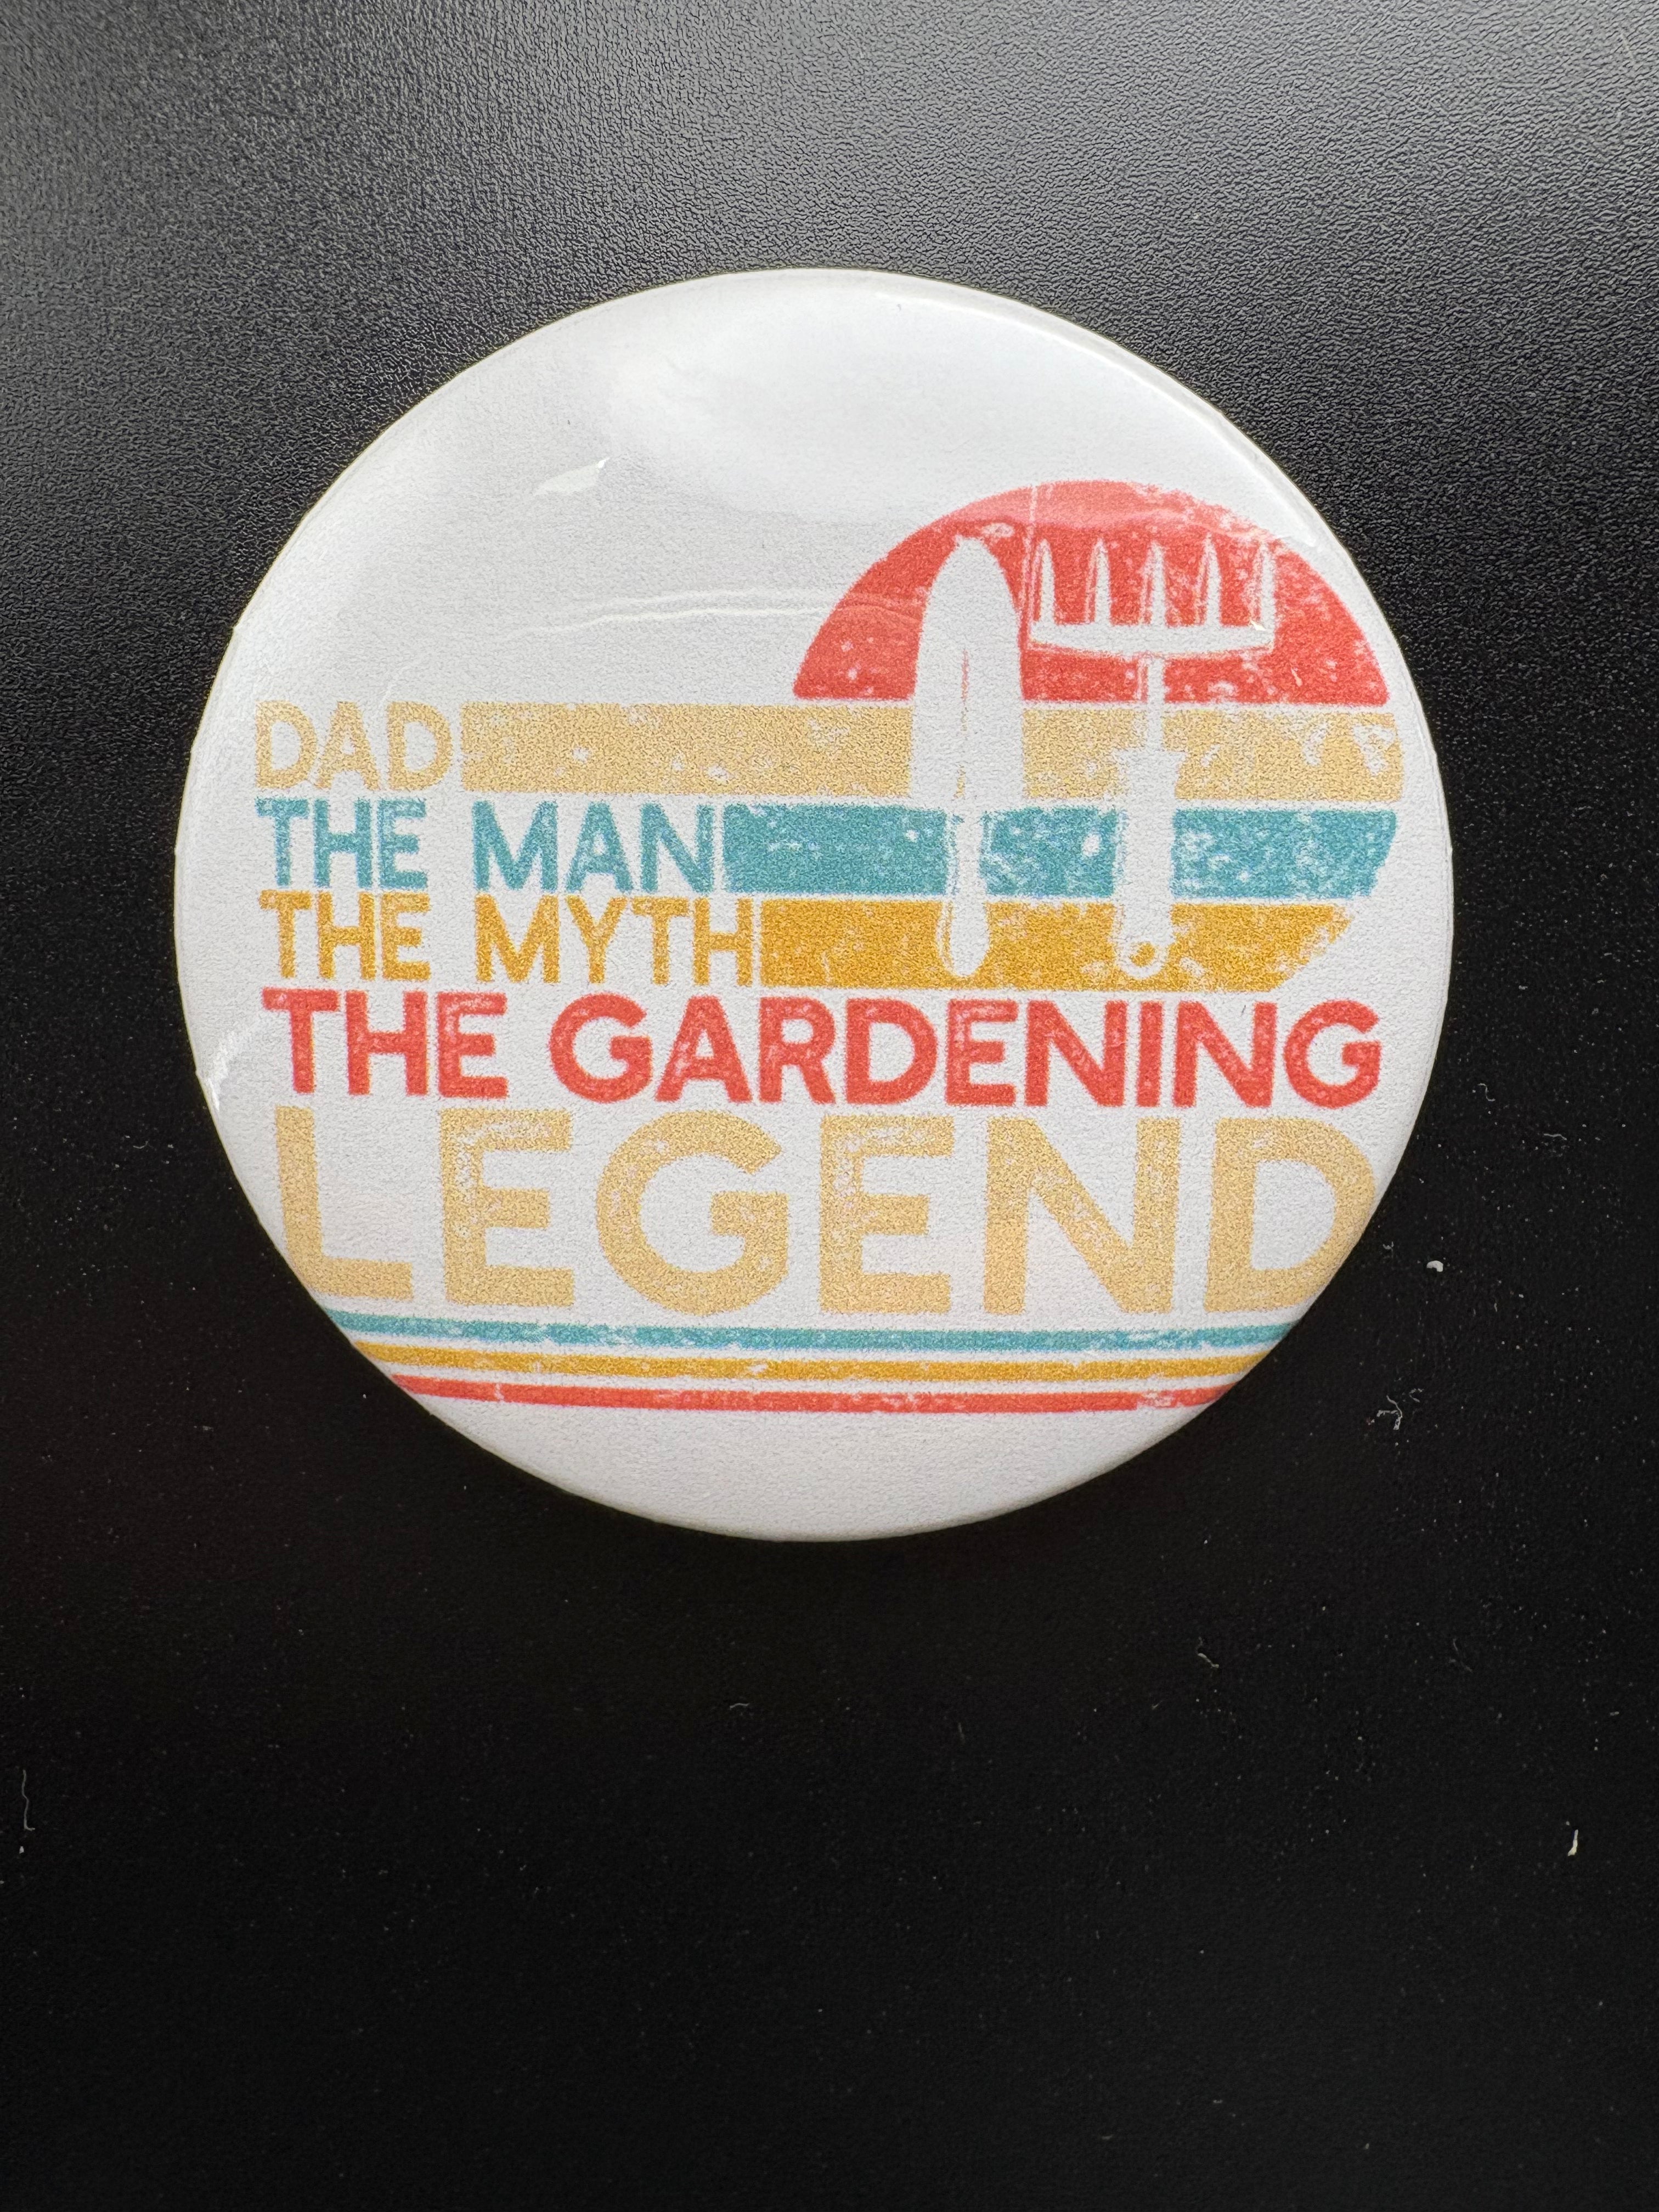 DAD
THE MAN
THE MYTH
THE GARDENING
LEGEND